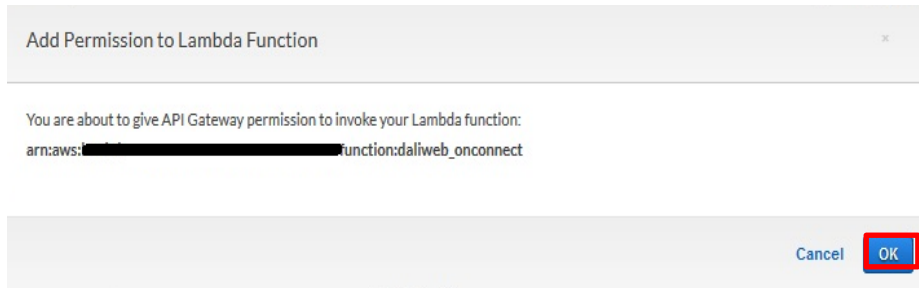 Add Permission to Lambda Function
×
You are about to give API Gateway permission to invoke your Lambda function:
arn:aws: function:daliweb_onconnect
Cancel OK